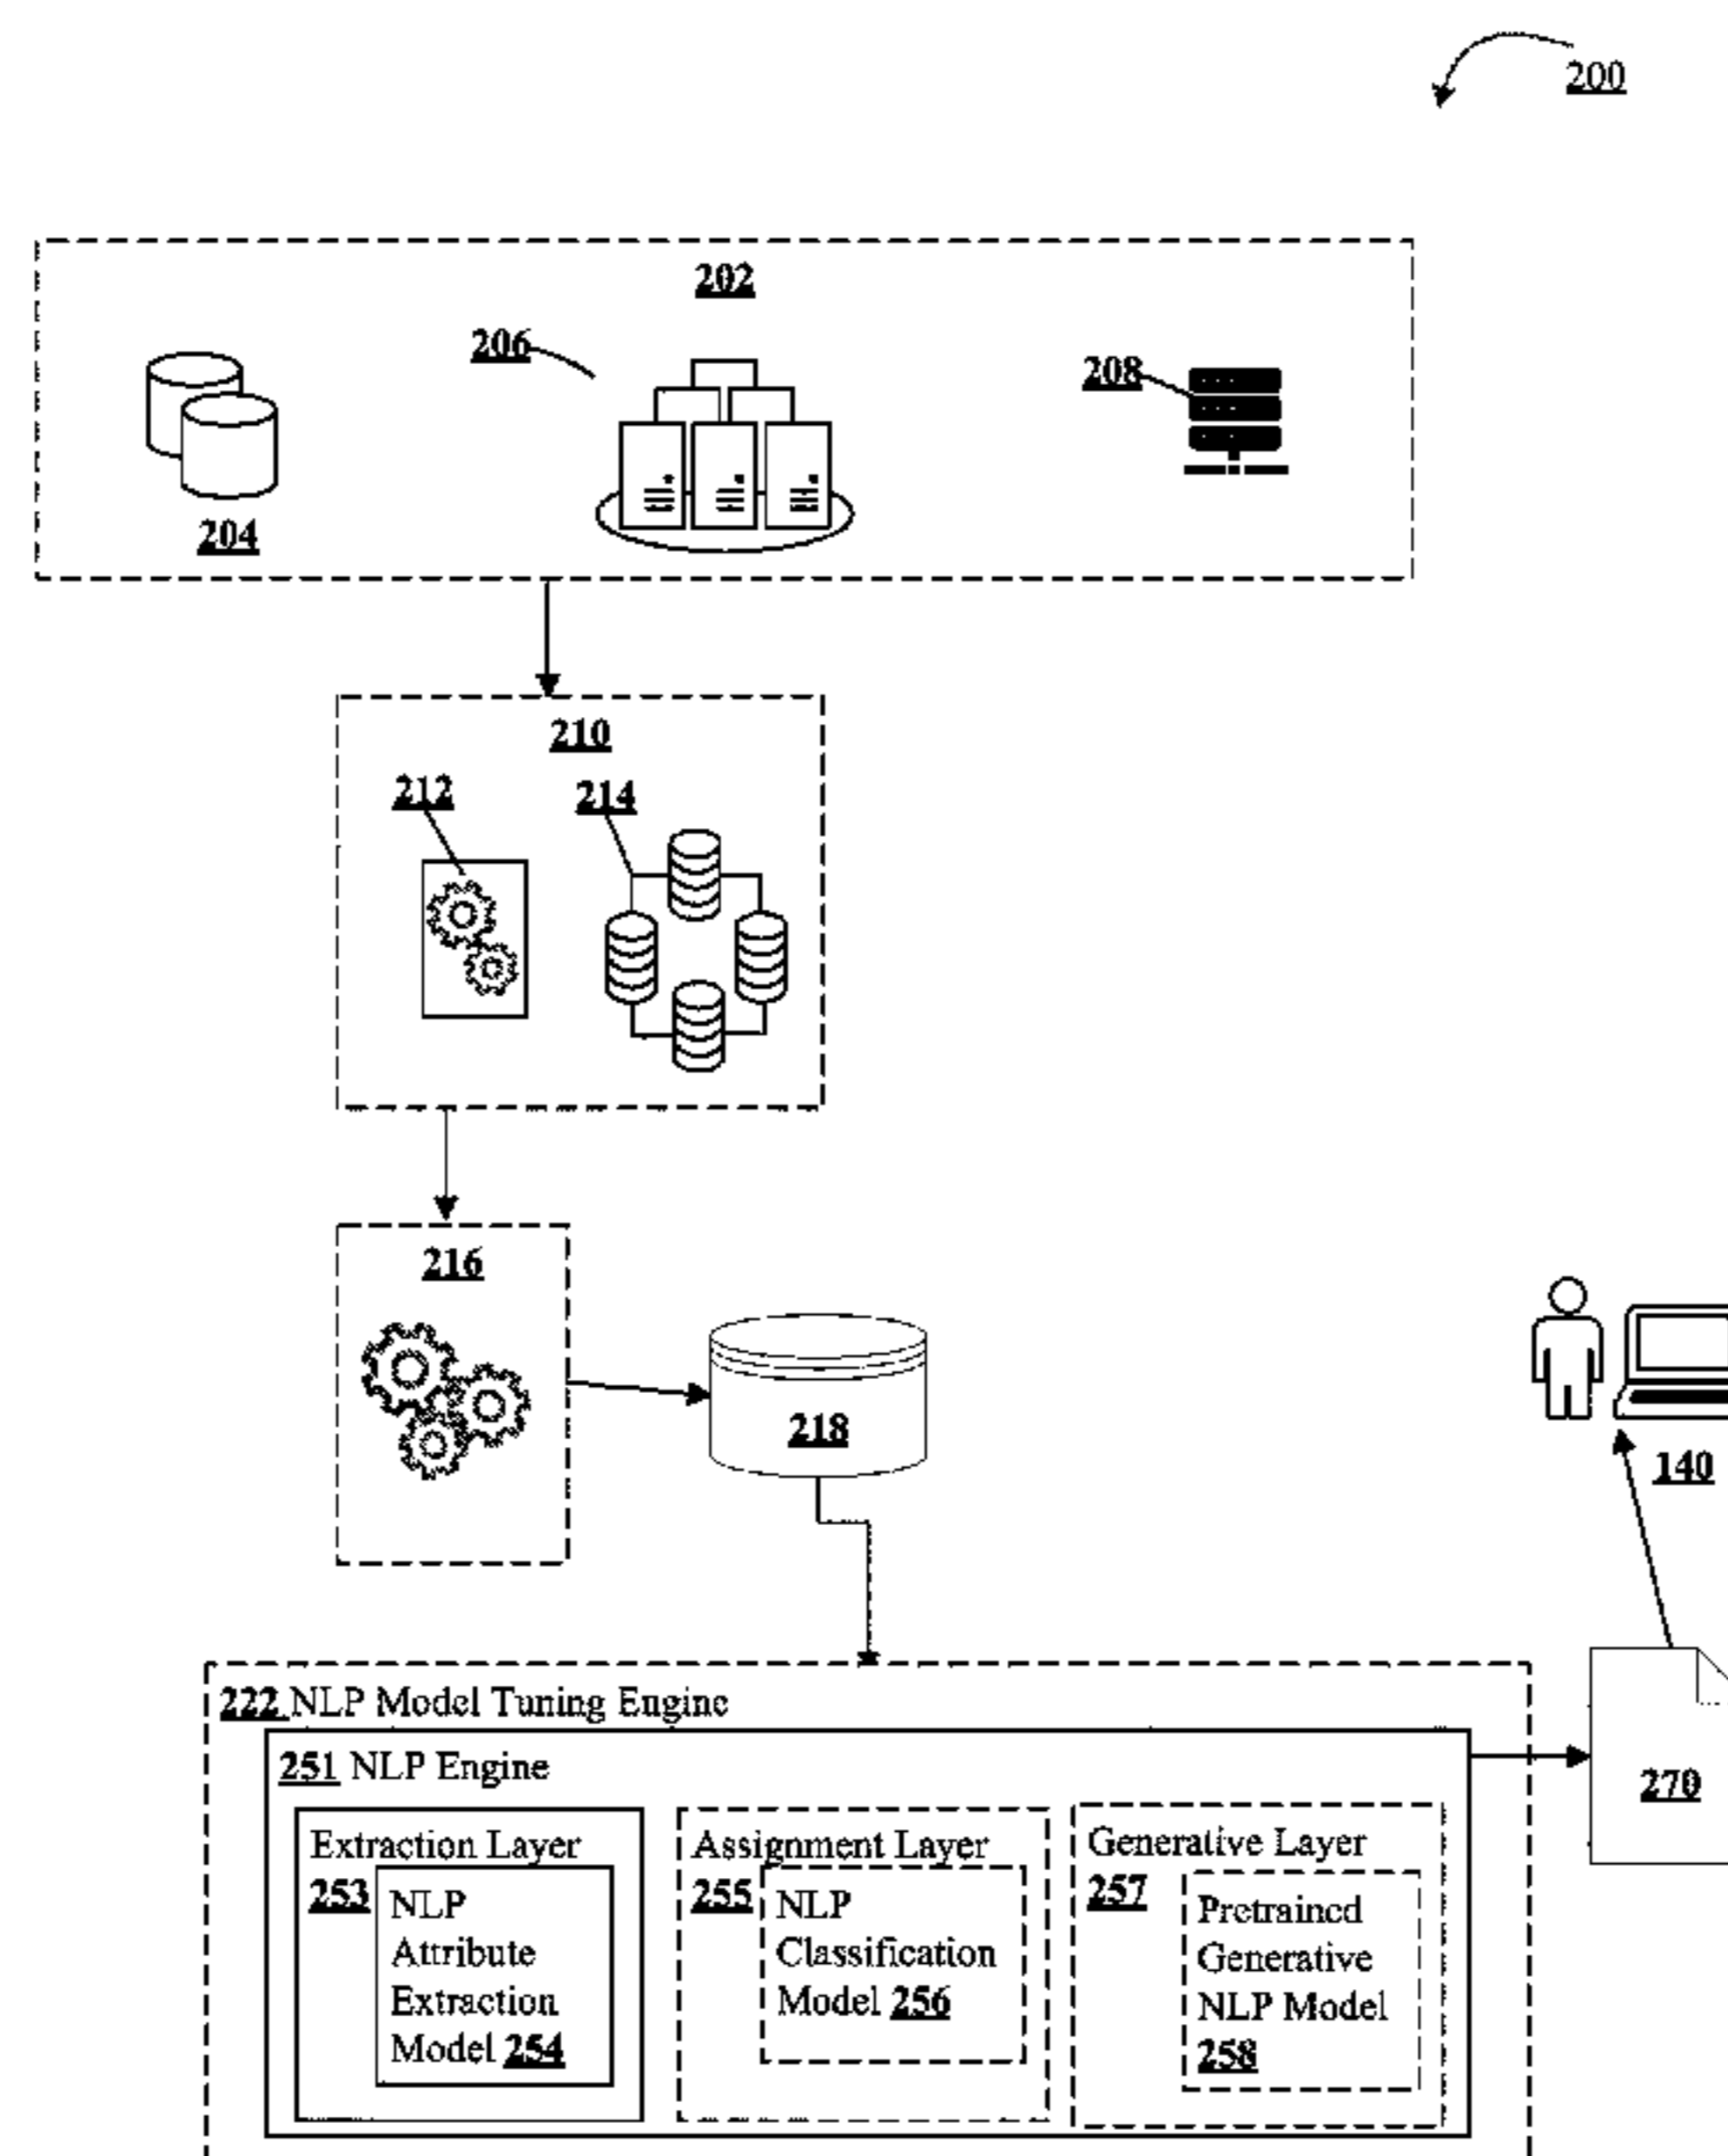 200
202
206
208
204
210
212
214
216
218
140
222 NLP Model Tuning Engine
251 NLP Engine
270
Extraction Layer
253
NLP
Attribute
Extraction
Model 254
Assignment Layer
255
NLP
Classification
Model 256
Generative Layer
257
Pretrained
Generative
NLP Model
258